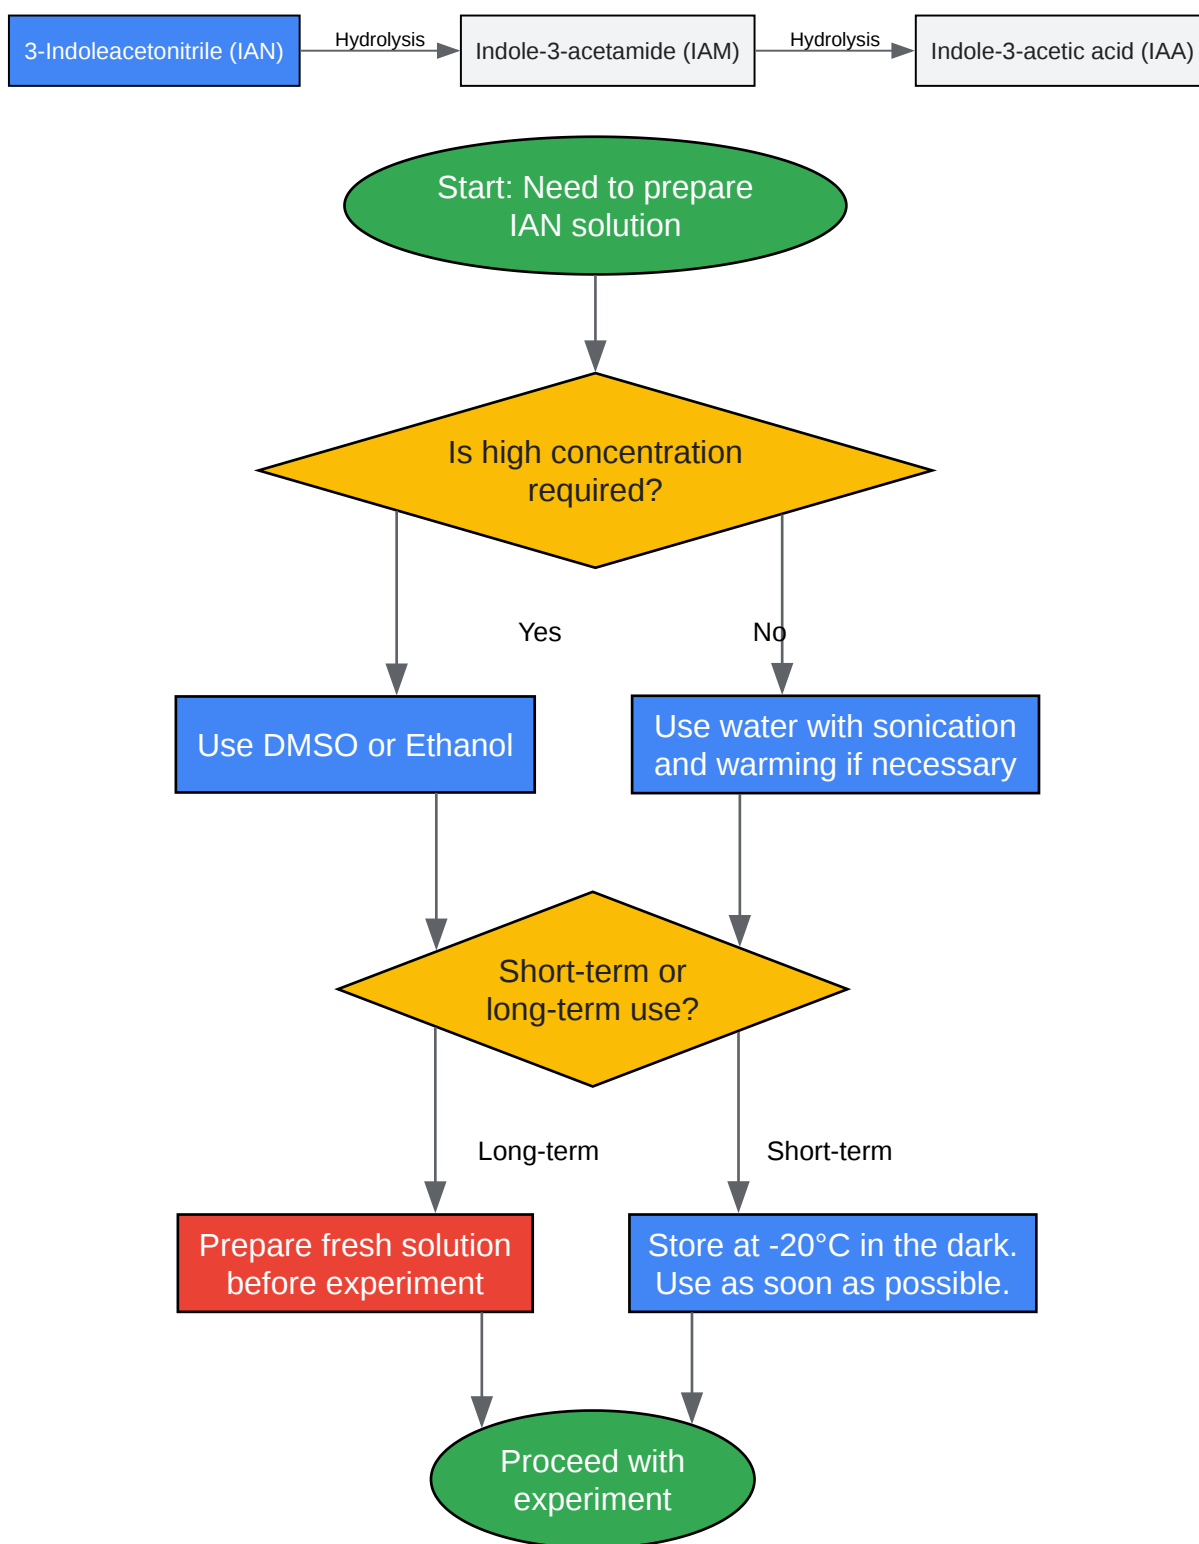 3-Indoleacetonitrile (IAN)
Hydrolysis
Indole-3-acetamide (IAM)
Hydrolysis
Indole-3-acetic acid (IAA)
Start: Need to prepare
IAN solution
Is high concentration
required?
Yes
No
Use DMSO or Ethanol
Use water with sonication
and warming if necessary
Short-term or
long-term use?
Long-term
Short-term
Prepare fresh solution
before experiment
Store at -20°C in the dark.
Use as soon as possible.
Proceed with
experiment